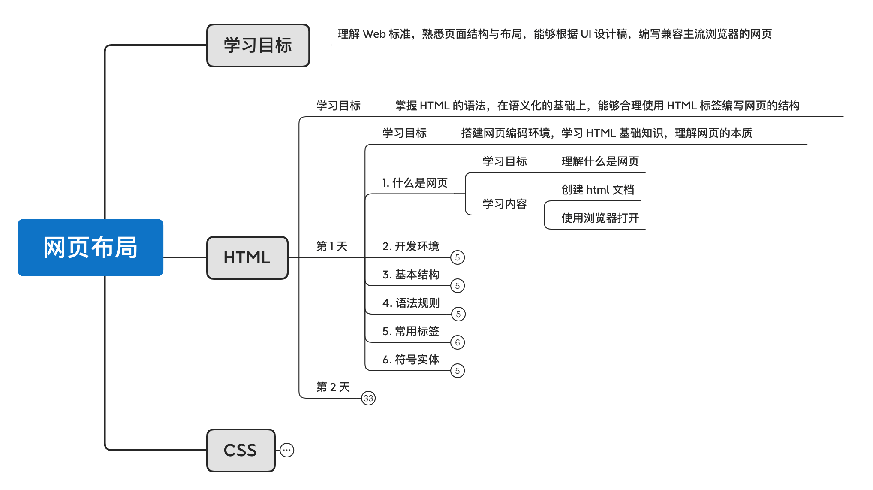 学习目标
理解 Web 标准，熟悉页面结构与布局，能够根据 UI 设计稿，编写兼容主流浏览器的网页
网页布局
HTML
学习目标
掌握 HTML 的语法，在语义化的基础上，能够合理使用 HTML 标签编写网页的结构
第 1 天
学习目标
搭建网页编码环境，学习 HTML 基础知识，理解网页的本质
1. 什么是网页
学习目标
理解什么是网页
学习内容
创建 html 文档
使用浏览器打开
2. 开发环境
5
3. 基本结构
5
4. 语法规则
5
5. 常用标签
6
6. 符号实体
5
第 2 天
33
CSS
...